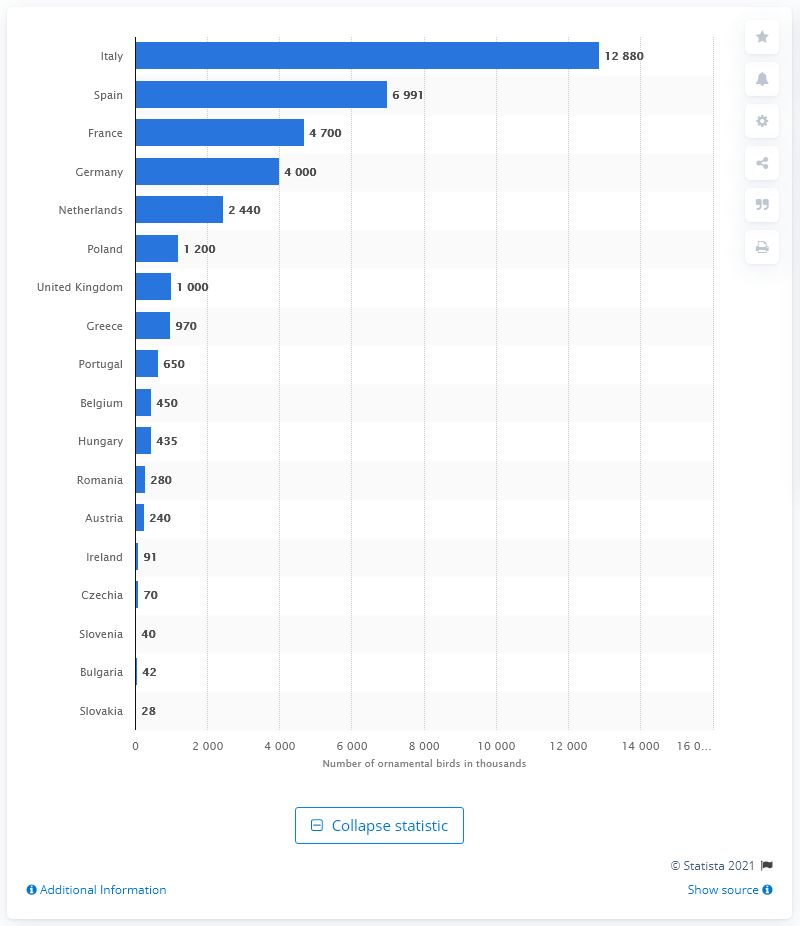 Italy 12 880
Spain 6 991
France 4 700
Germany 4 000
Netherlands 2 440
Poland 1 200
United Kingdom 1 000
Greece 970
Portugal 650
Belgium 450
Hungary 435
Romania 280
Austria 240
Ireland 91
Czechia 70
Slovenia 40
Bulgaria 42
Slovakia 28
0 2 000 4 000 6 000 8 000 10 000 12 000 14 000 16 0...
Number of ornamental birds in thousands
Collapse statistic
© Statista 2021
Additional Information Show source